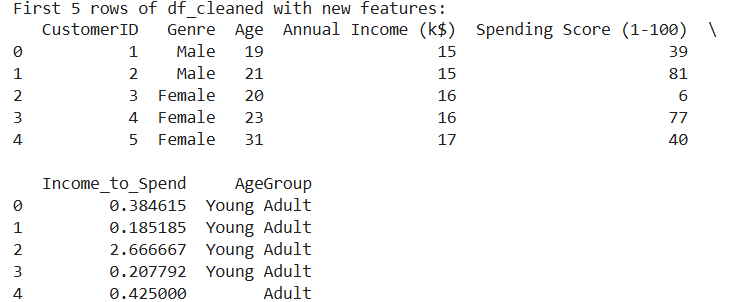 First 5 rows of df_cleaned with new features:
   CustomerID   Genre  Age  Annual Income (k$)  Spending Score (1-100)  \
0           1    Male   19                  15                      39
1           2    Male   21                  15                      81
2           3  Female   20                  16                       6
3           4  Female   23                  16                      77
4           5  Female   31                  17                      40
   Income_to_Spend     AgeGroup
0         0.384615  Young Adult
1         0.185185  Young Adult
2         2.666667  Young Adult
3         0.207792  Young Adult
4         0.425000        Adult